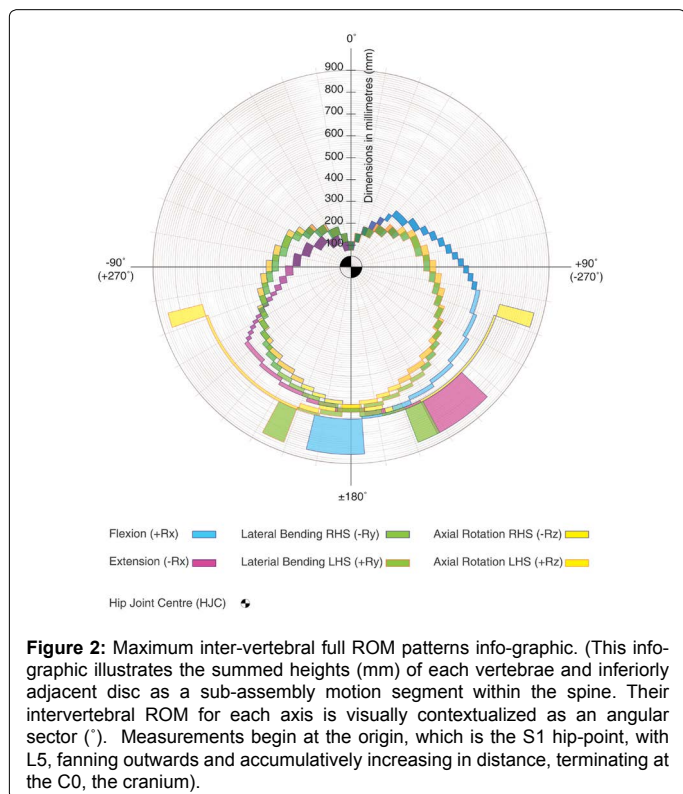 0˚
900
800
700
600
500
400
300
200
100
Dimensions in millimetres (mm)
-90˚
(+270˚)
+90˚
(-270˚)
±180˚
Flexion (+Rx)
Lateral Bending RHS (-Ry)
Axial Rotation RHS (-Rz)
Extension (-Rx)
Laterial Bending LHS (+Ry)
Axial Rotation LHS (+Rz)
Hip Joint Centre (HJC)
Figure 2: Maximum inter-vertebral full ROM patterns info-graphic. (This info-
graphic illustrates the summed heights (mm) of each vertebrae and inferiorly
adjacent disc as a sub-assembly motion segment within the spine. Their
intervertebral ROM for each axis is visually contextualized as an angular
sector (˚). Measurements begin at the origin, which is the S1 hip-point, with
L5, fanning outwards and accumulatively increasing in distance, terminating at
the C0, the cranium).